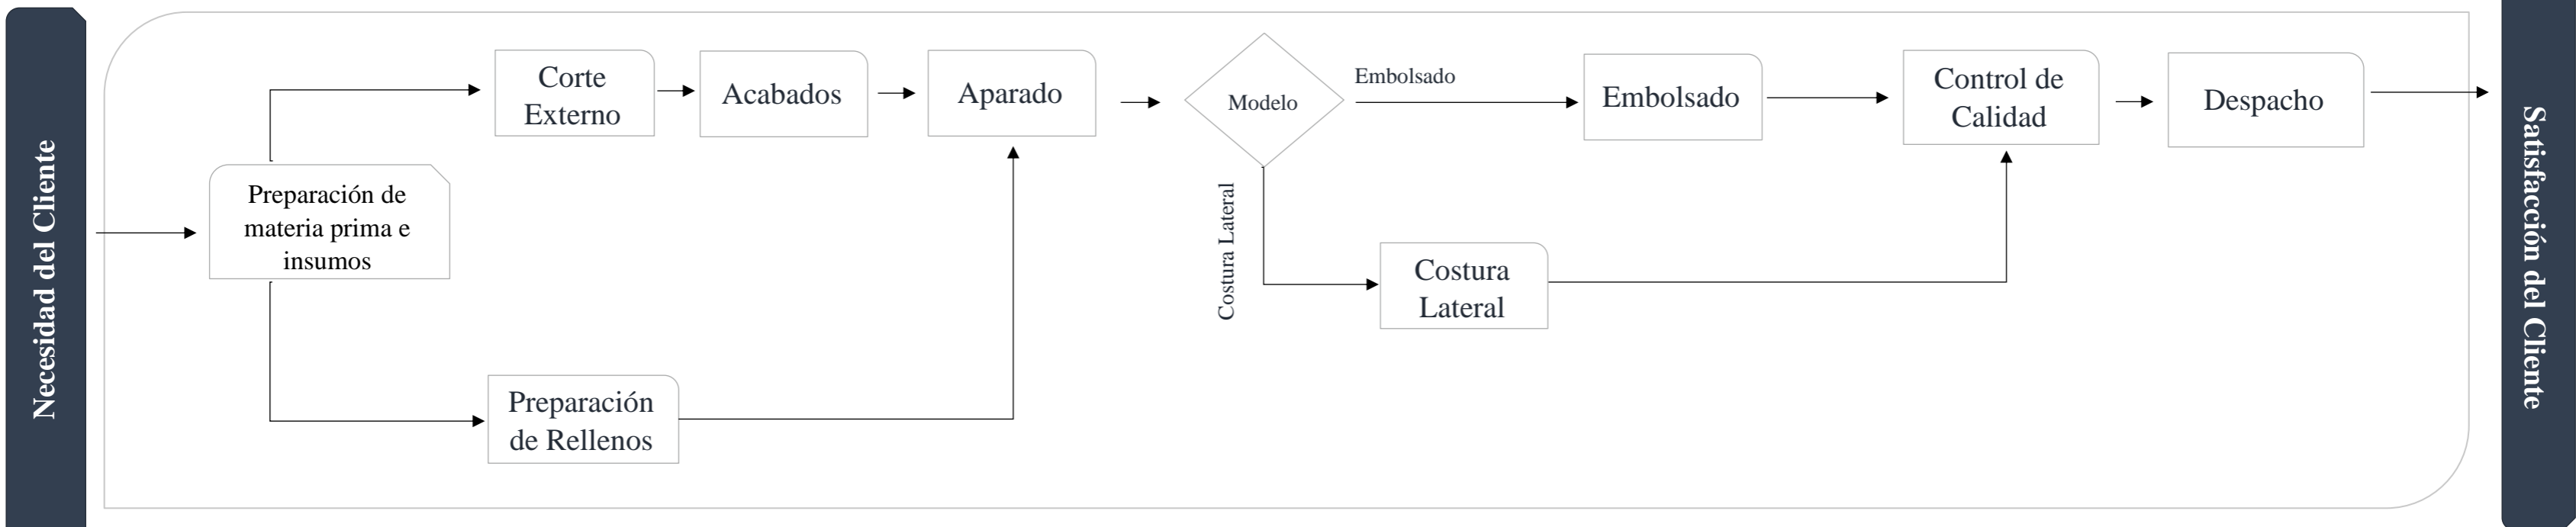 Necesidad del Cliente
Preparación de
materia prima e
insumos
Corte
Externo
Acabados
Aparado
Preparación
de Rellenos
Modelo
Embolsado
Costura Lateral
Embolsado
Costura
Lateral
Control de
Calidad
Despacho
Satisfacción del Cliente